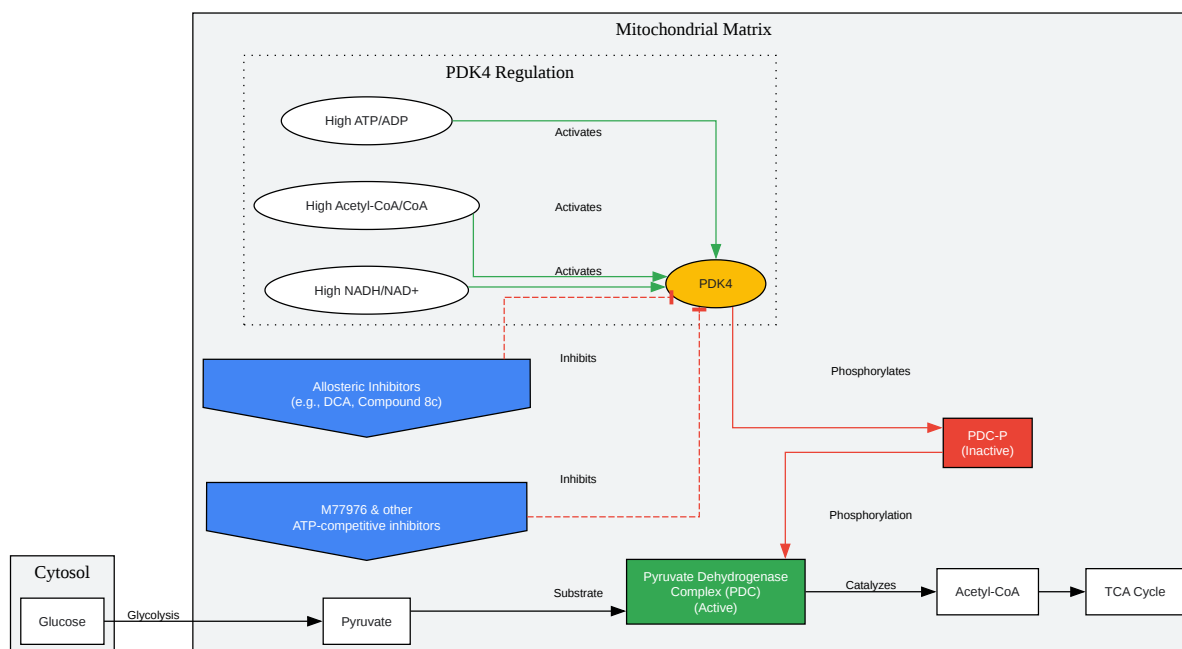 Mitochondrial Matrix
PDK4 Regulation
High ATP/ADP
Activates
High Acetyl-CoA/CoA
Activates
Activates
High NADH/NAD+
PDK4
Inhibits
Allosteric Inhibitors
(e.g., DCA, Compound 8c)
Phosphorylates
PDC-P
(Inactive)
Inhibits
M77976 & other
ATP-competitive inhibitors
Phosphorylation
Cytosol
Glucose
Glycolysis
Pyruvate
Substrate
Pyruvate Dehydrogenase
Complex (PDC)
(Active)
Catalyzes
Acetyl-CoA
TCA Cycle